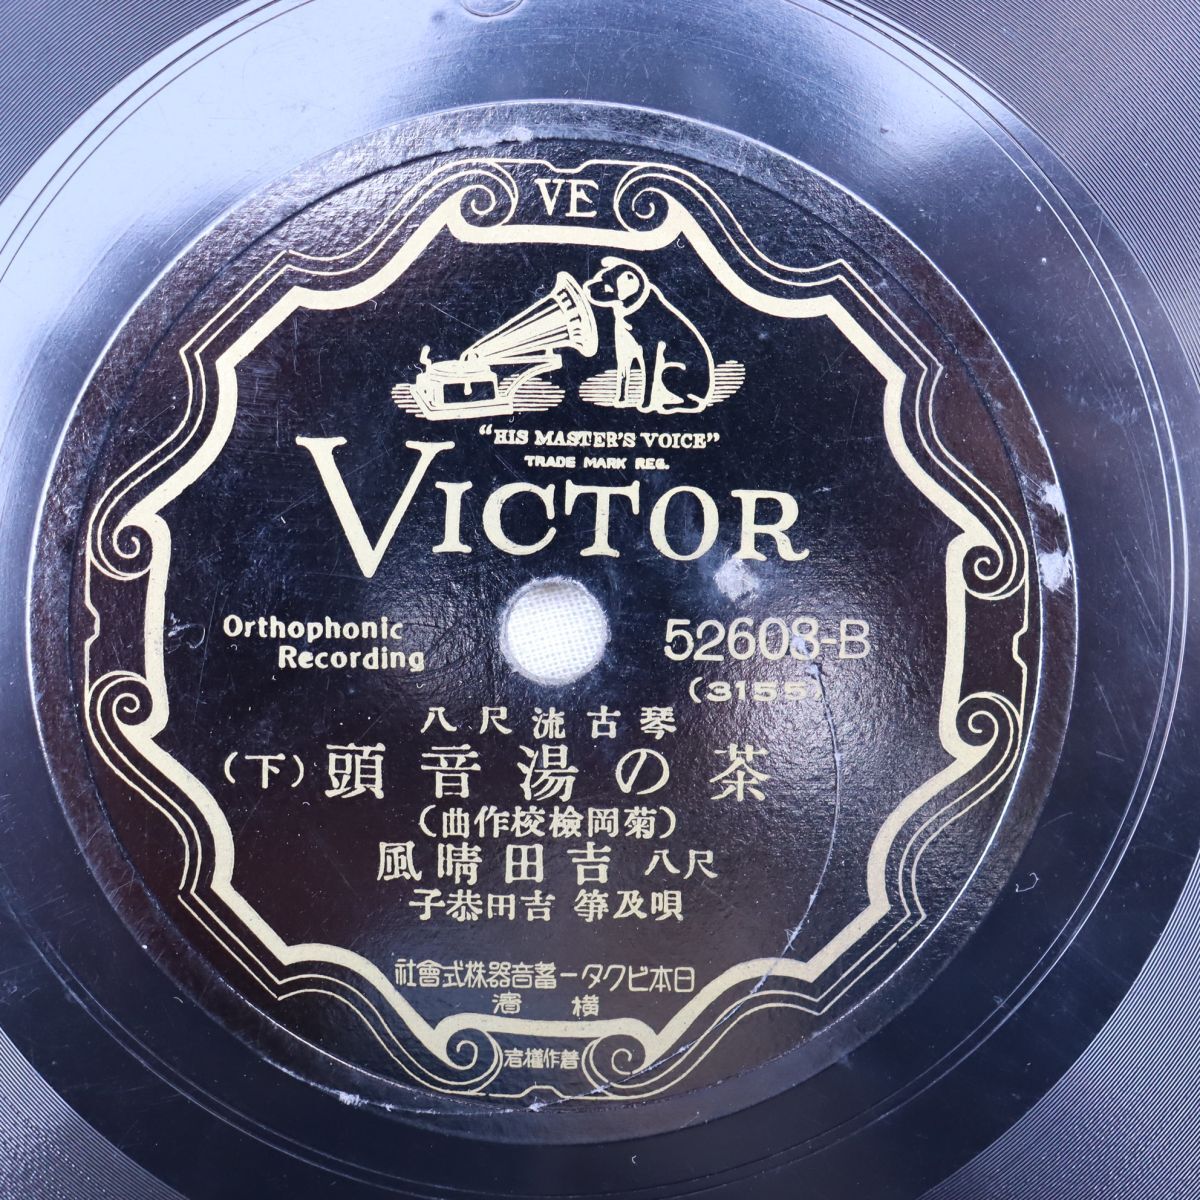 VE
"HIS MASTER'S VOICE"
TRADE MARK REG.
VICTOR
Orthophonic
Recording
52608-B
(3155)
琴古流尺八
茶の湯音頭(下)
(菊岡檢校作曲)
尺八 吉田晴風
唄及箏 吉田恭子
日本ビクター蓄音器株式會社
横濱
著作權